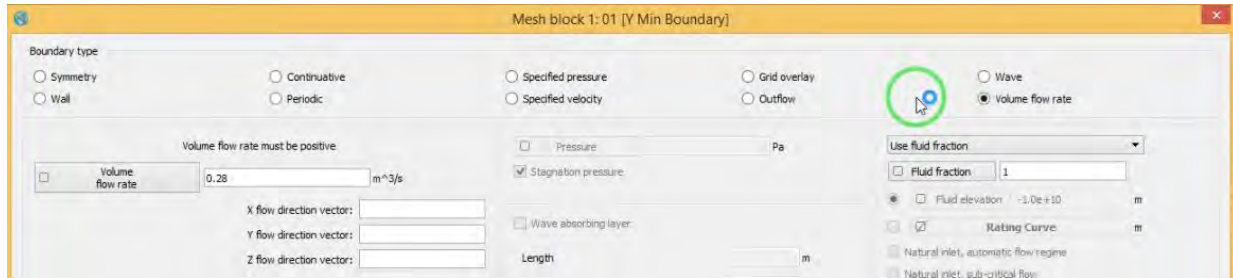 Mesh block 1: 01 [Y Min Boundary]
Boundary type
Symmetry Continuative Specified pressure Grid overlay Wave
Wall Periodic Specified velocity Outflow Volume flow rate
Volume flow rate must be positive
Pressure Pa
Use fluid fraction
Volume flow rate 0.28 m^3/s
Stagnation pressure
Fluid fraction 1
X flow direction vector:
Fluid elevation -1.0e+10 m
Y flow direction vector:
Wave absorbing layer
Rating Curve m
Z flow direction vector:
Length m
Natural inlet, automatic flow regime
Natural inlet, sub-critical flow